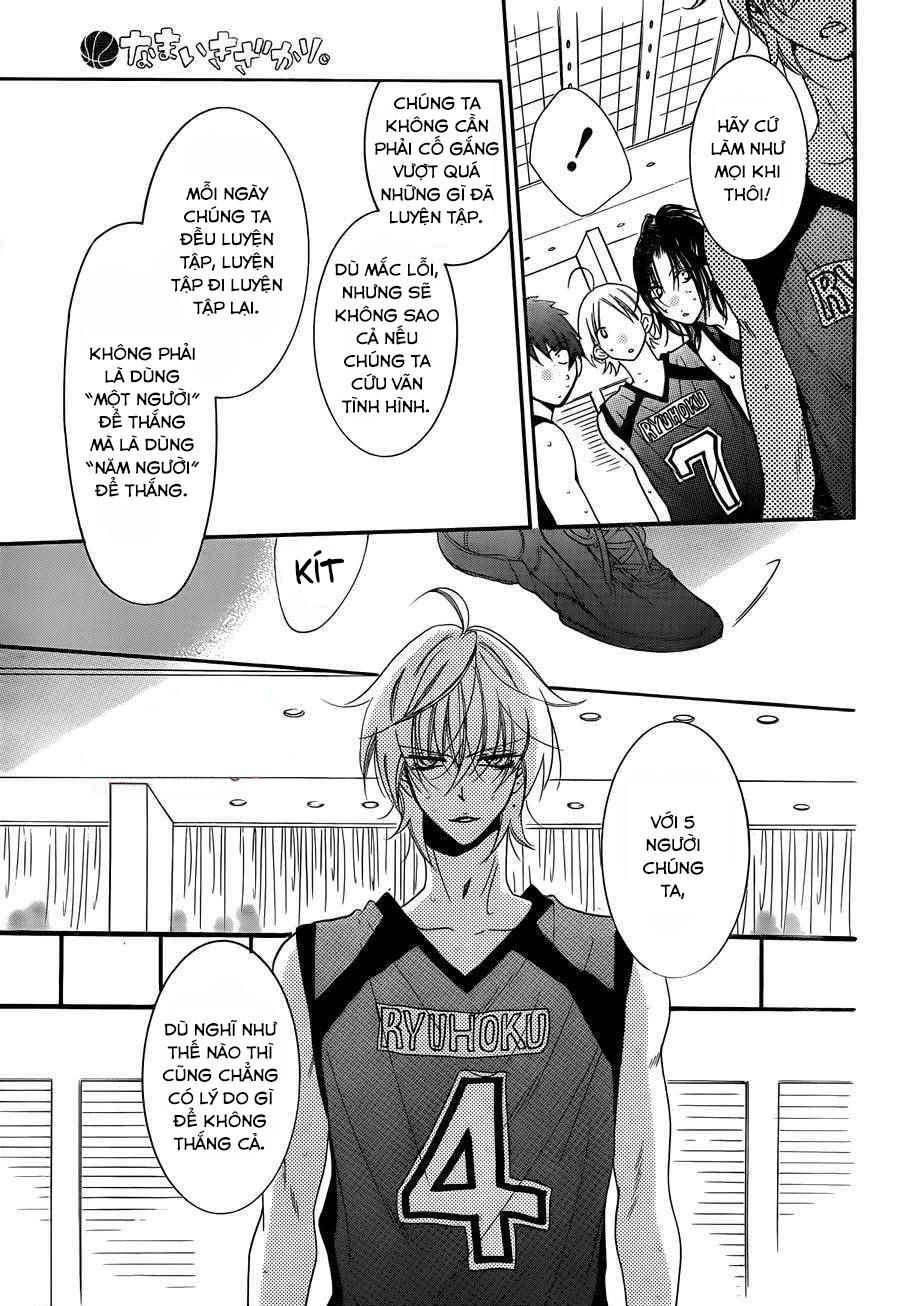 なまいきざかり。
HÃY CỨ
LÀM NHƯ
MỌI KHI
THÔI!
!
RY
RYUHOKU
7
CHÚNG TA
KHÔNG CẦN
PHẢI CỐ GẮNG
VƯỢT QUÁ
NHỮNG GÌ ĐÃ
LUYỆN TẬP.
DÙ MẮC LỖI,
NHƯNG SẼ
KHÔNG SAO
CẢ NẾU
CHÚNG TA
CỨU VÃN
TÌNH HÌNH.
MỖI NGÀY
CHÚNG TA
ĐỀU LUYỆN
TẬP, LUYỆN
TẬP ĐI LUYỆN
TẬP LẠI.
KHÔNG PHẢI
LÀ DÙNG
“MỘT NGƯỜI”
ĐỂ THẮNG
MÀ LÀ DÙNG
“NĂM NGƯỜI”
ĐỂ THẮNG.
KÍT
VỚI 5
NGƯỜI
CHÚNG
TA,
RYUHOKU
4
DÙ NGHĨ NHƯ
THẾ NÀO THÌ
CŨNG CHẲNG
CÓ LÝ DO GÌ
ĐỂ KHÔNG
THẮNG CẢ.